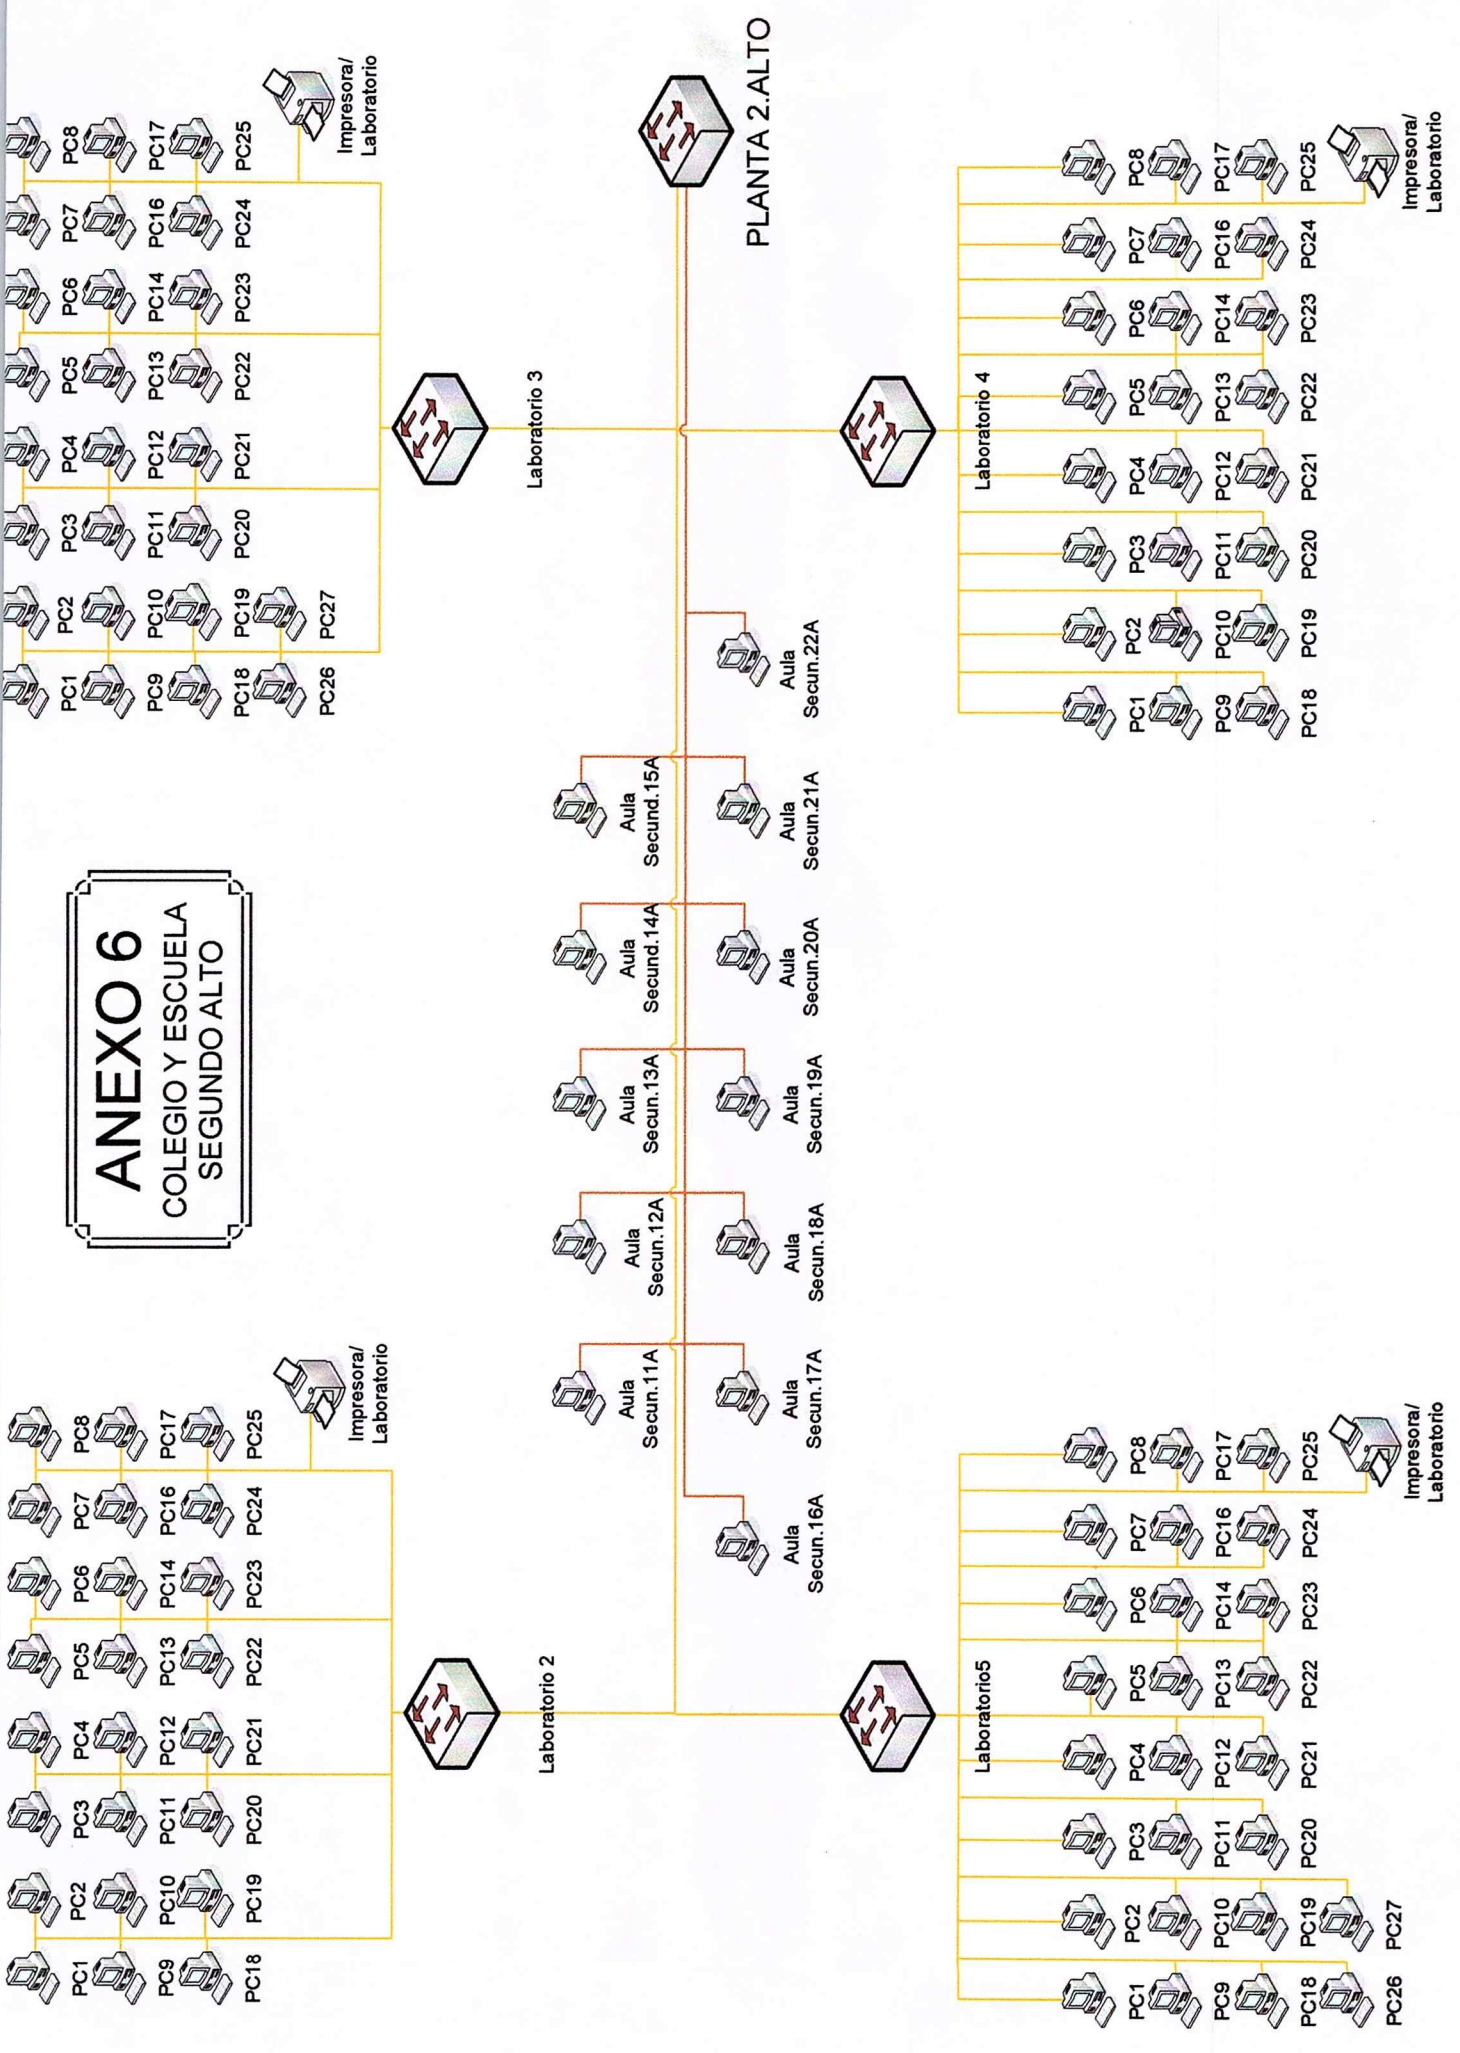 ANEXO 6
COLEGIO Y ESCUELA
SEGUNDO ALTO
PC1 PC2 PC3 PC4 PC5 PC6 PC7 PC8
PC9 PC10 PC11 PC12 PC13 PC14 PC16 PC17
PC18 PC19 PC20 PC21 PC22 PC23 PC24 PC25
Impresora/
Laboratorio
Laboratorio 2
PC1 PC2 PC3 PC4 PC5 PC6 PC7 PC8
PC9 PC10 PC11 PC12 PC13 PC14 PC16 PC17
PC18 PC19 PC20 PC21 PC22 PC23 PC24 PC25
PC26 PC27
Impresora/
Laboratorio
Laboratorio 3
Aula
Secun.11A
Aula
Secun.12A
Aula
Secun.13A
Aula
Secund.14A
Aula
Secund.15A
PLANTA 2.ALTO
Aula
Secun.16A
Aula
Secun.17A
Aula
Secun.18A
Aula
Secun.19A
Aula
Secun.20A
Aula
Secun.21A
Aula
Secun.22A
Laboratorio5
PC1 PC2 PC3 PC4 PC5 PC6 PC7 PC8
PC9 PC10 PC11 PC12 PC13 PC14 PC16 PC17
PC18 PC19 PC20 PC21 PC22 PC23 PC24 PC25
PC26 PC27
Impresora/
Laboratorio
Laboratorio 4
PC1 PC2 PC3 PC4 PC5 PC6 PC7 PC8
PC9 PC10 PC11 PC12 PC13 PC14 PC16 PC17
PC18 PC19 PC20 PC21 PC22 PC23 PC24 PC25
Impresora/
Laboratorio